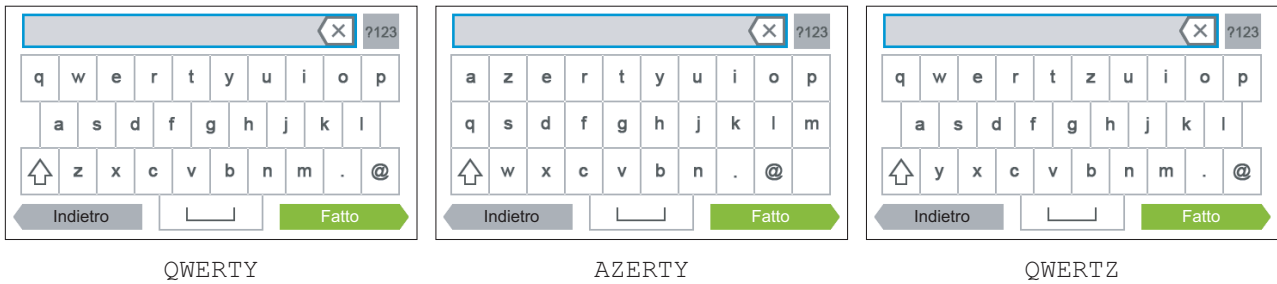 ?123
q w e r t y u i o p
a s d f g h j k l
z x c v b n m . @
Indietro Fatto
QWERTY
?123
a z e r t y u i o p
q s d f g h j k l m
w x c v b n . @
Indietro Fatto
AZERTY
?123
q w e r t z u i o p
a s d f g h j k l
y x c v b n m . @
Indietro Fatto
QWERTZ